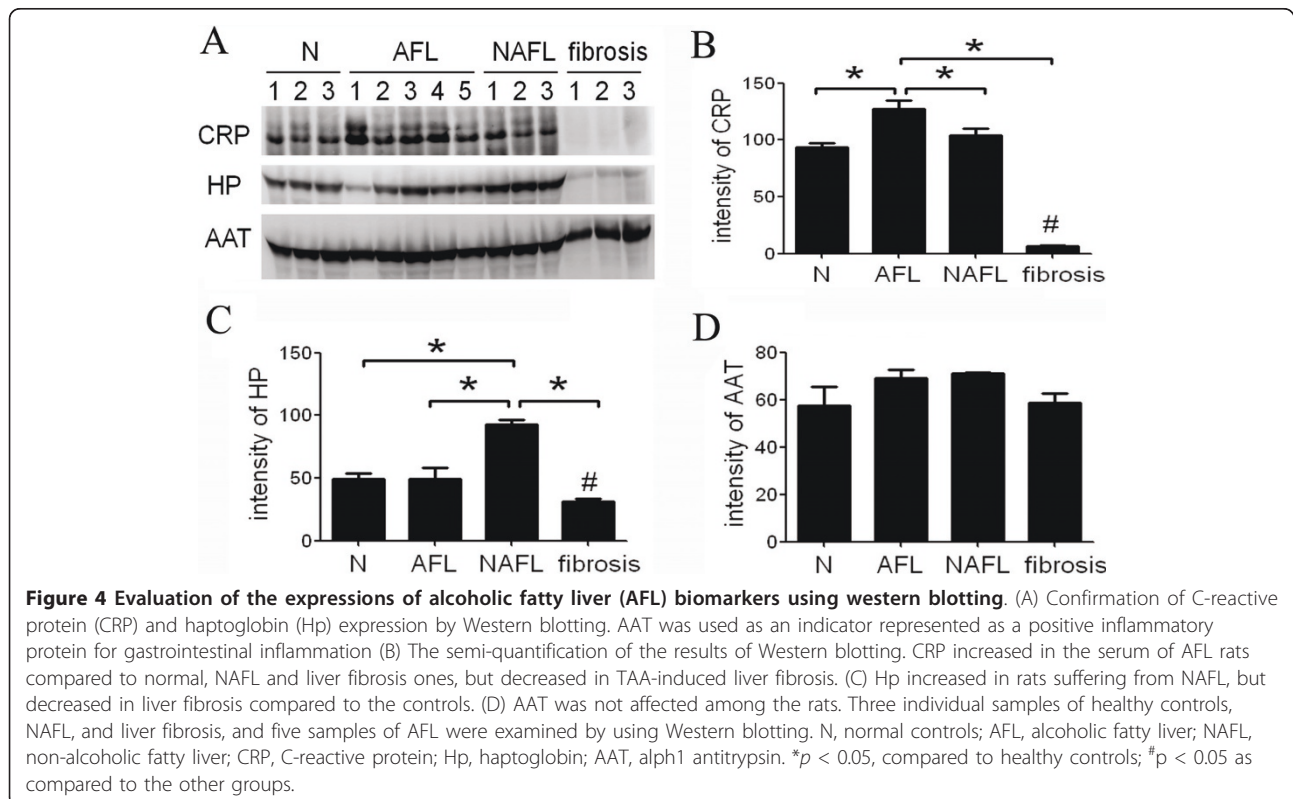 A
N AFL NAFL fibrosis
1 2 3 1 2 3 4 5 1 2 3 1 2 3
CRP
HP
AAT
B
intensity of CRP
150
100
50
0
* * *
#
N AFL NAFL fibrosis
C
intensity of HP
150
100
50
0
* * *
#
N AFL NAFL fibrosis
D
intensity of AAT
80
60
40
20
0
N AFL NAFL fibrosis
Figure 4 Evaluation of the expressions of alcoholic fatty liver (AFL) biomarkers using western blotting. (A) Confirmation of C-reactive
protein (CRP) and haptoglobin (Hp) expression by Western blotting. AAT was used as an indicator represented as a positive inflammatory
protein for gastrointestinal inflammation (B) The semi-quantification of the results of Western blotting. CRP increased in the serum of AFL rats
compared to normal, NAFL and liver fibrosis ones, but decreased in TAA-induced liver fibrosis. (C) Hp increased in rats suffering from NAFL, but
decreased in liver fibrosis compared to the controls. (D) AAT was not affected among the rats. Three individual samples of healthy controls,
NAFL, and liver fibrosis, and five samples of AFL were examined by using Western blotting. N, normal controls; AFL, alcoholic fatty liver; NAFL,
non-alcoholic fatty liver; CRP, C-reactive protein; Hp, haptoglobin; AAT, alph1 antitrypsin. *p < 0.05, compared to healthy controls; #p < 0.05 as
compared to the other groups.